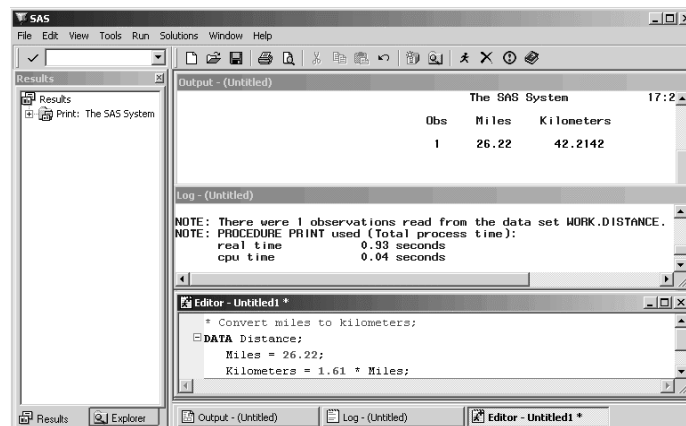 SAS
File Edit View Tools Run Solutions Window Help
Results
Results
Print: The SAS System
Output - (Untitled)
The SAS System 17:2
Obs Miles Kilometers
1 26.22 42.2142
Log - (Untitled)
NOTE: There were 1 observations read from the data set WORK.DISTANCE.
NOTE: PROCEDURE PRINT used (Total process time):
real time 0.93 seconds
cpu time 0.04 seconds
Editor - Untitled1 *
* Convert miles to kilometers;
DATA Distance;
Miles = 26.22;
Kilometers = 1.61 * Miles;
Results Explorer Output - (Untitled) Log - (Untitled) Editor - Untitled1 *